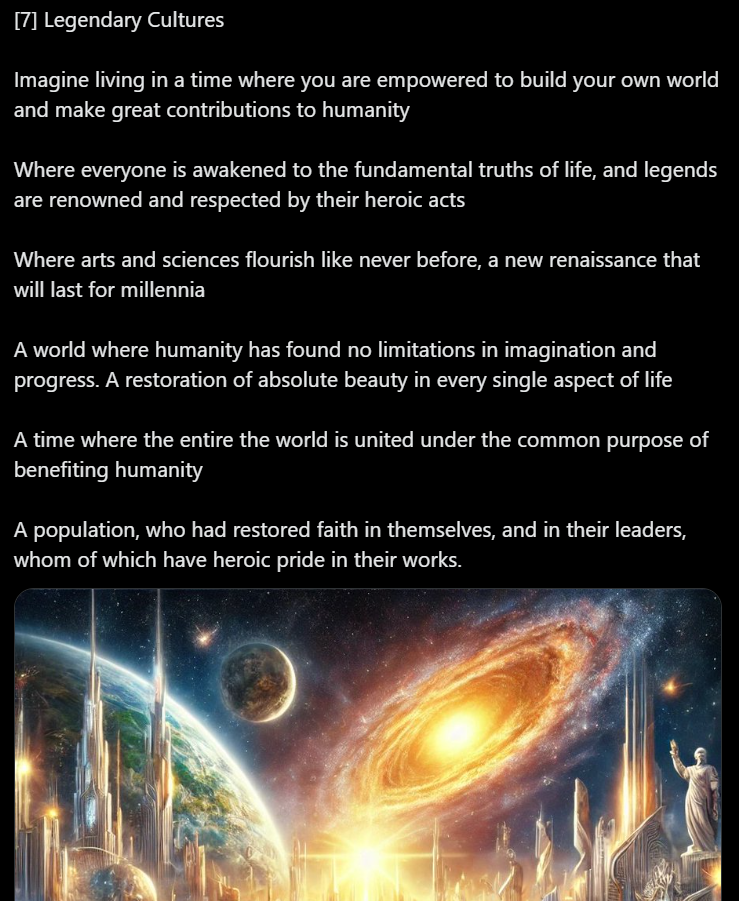 [7] Legendary Cultures
Imagine living in a time where you are empowered to build your own world
and make great contributions to humanity
Where everyone is awakened to the fundamental truths of life, and legends
are renowned and respected by their heroic acts
Where arts and sciences flourish like never before, a new renaissance that
will last for millennia
A world where humanity has found no limitations in imagination and
progress. A restoration of absolute beauty in every single aspect of life
A time where the entire the world is united under the common purpose of
benefiting humanity
A population, who had restored faith in themselves, and in their leaders,
whom of which have heroic pride in their works.